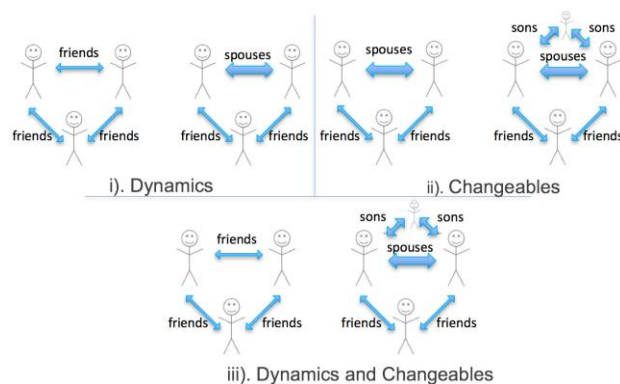 friends
friends
friends
spouses
friends
friends
i). Dynamics
spouses
friends
friends
sons
sons
spouses
friends
friends
ii). Changeables
friends
friends
friends
sons
sons
spouses
friends
friends
iii). Dynamics and Changeables